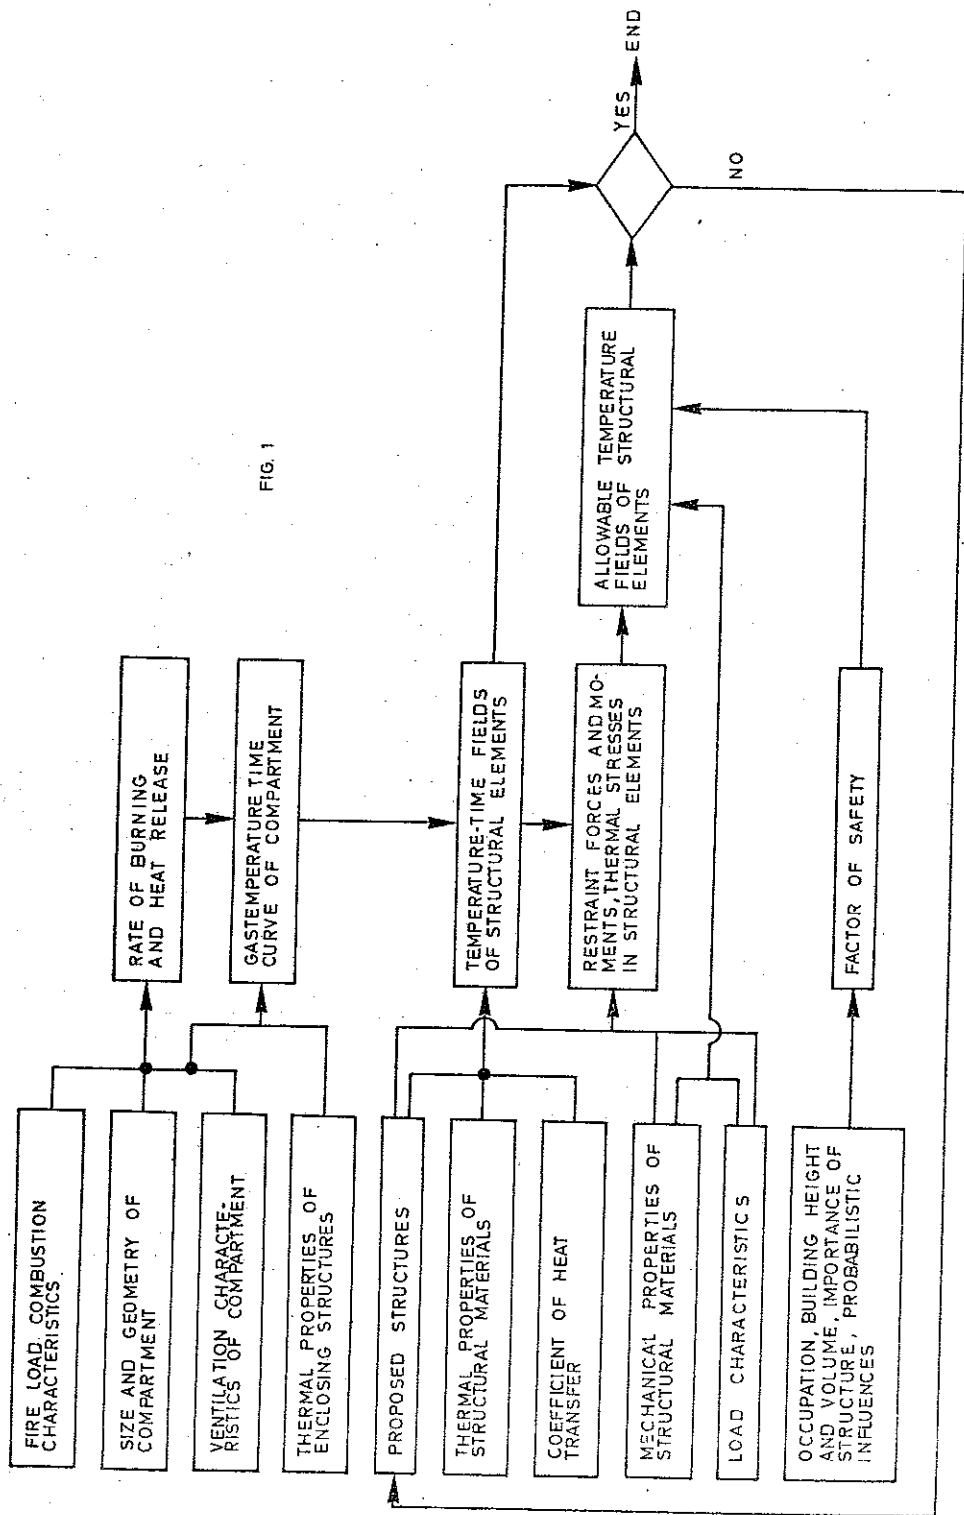 FIRE LOAD, COMBUSTION
CHARACTERISTICS
SIZE AND GEOMETRY OF
COMPARTMENT
VENTILATION CHARACTE-
RISTICS OF COMPARTMENT
THERMAL PROPERTIES OF
ENCLOSING STRUCTURES
PROPOSED STRUCTURES
THERMAL PROPERTIES OF
STRUCTURAL MATERIALS
COEFFICIENT OF HEAT
TRANSFER
MECHANICAL PROPERTIES OF
STRUCTURAL MATERIALS
LOAD CHARACTERISTICS
OCCUPATION, BUILDING HEIGHT
AND VOLUME, IMPORTANCE OF
STRUCTURE, PROBABILISTIC
INFLUENCES
RATE OF BURNING
AND HEAT RELEASE
GASTEMPERATURE TIME
CURVE OF COMPARTMENT
TEMPERATURE-TIME FIELDS
OF STRUCTURAL ELEMENTS
RESTRAINT FORCES AND MO-
MENTS, THERMAL STRESSES
IN STRUCTURAL ELEMENTS
FACTOR OF SAFETY
FIG. 1
ALLOWABLE TEMPERATURE
FIELDS OF STRUCTURAL
ELEMENTS
YES
END
NO